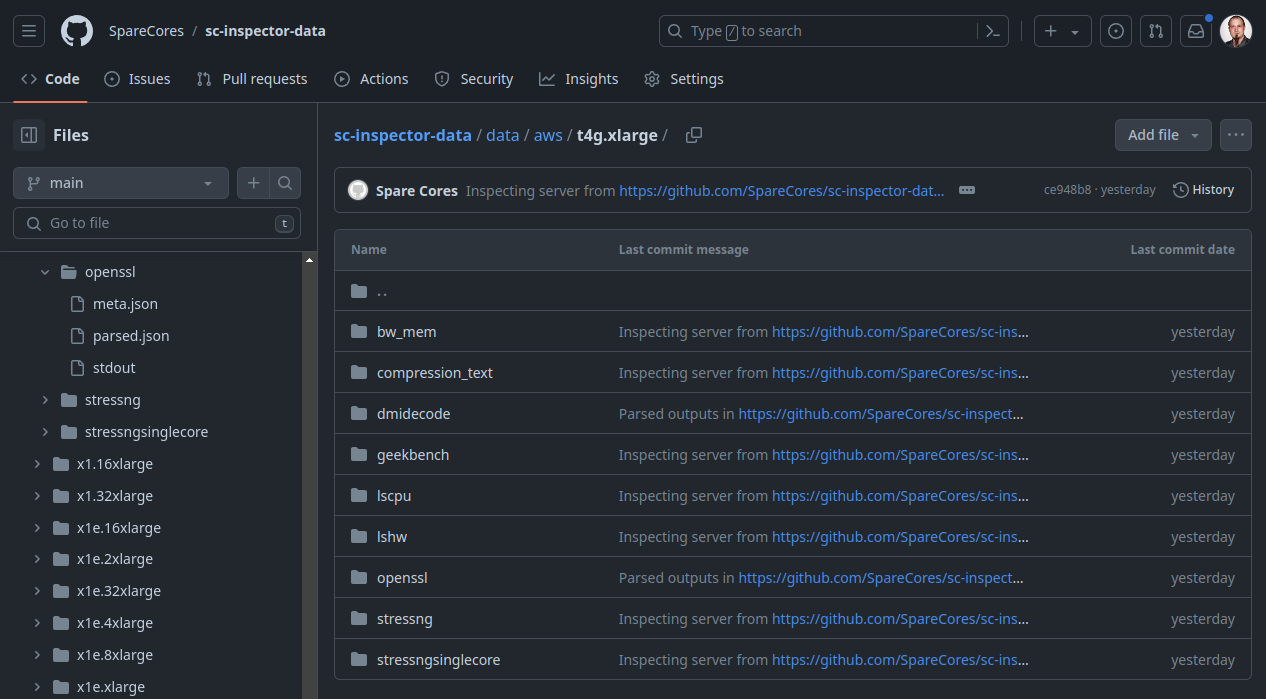 SpareCores / sc-inspector-data
Type / to search
Code
Issues
Pull requests
Actions
Security
Insights
Settings
Files
main
Go to file
t
openssl
meta.json
parsed.json
stdout
stressng
stressngsinglecore
x1.16xlarge
x1.32xlarge
x1e.16xlarge
x1e.2xlarge
x1e.32xlarge
x1e.4xlarge
x1e.8xlarge
x1e.xlarge
sc-inspector-data / data / aws / t4g.xlarge /
Add file
Spare Cores Inspecting server from https://github.com/SpareCores/sc-inspector-dat... ce948b8 · yesterday History
Name Last commit message Last commit date
..
bw_mem Inspecting server from https://github.com/SpareCores/sc-ins... yesterday
compression_text Inspecting server from https://github.com/SpareCores/sc-ins... yesterday
dmidecode Parsed outputs in https://github.com/SpareCores/sc-inspect... yesterday
geekbench Inspecting server from https://github.com/SpareCores/sc-ins... yesterday
lscpu Inspecting server from https://github.com/SpareCores/sc-ins... yesterday
lshw Inspecting server from https://github.com/SpareCores/sc-ins... yesterday
openssl Parsed outputs in https://github.com/SpareCores/sc-inspect... yesterday
stressng Inspecting server from https://github.com/SpareCores/sc-ins... yesterday
stressngsinglecore Inspecting server from https://github.com/SpareCores/sc-ins... yesterday